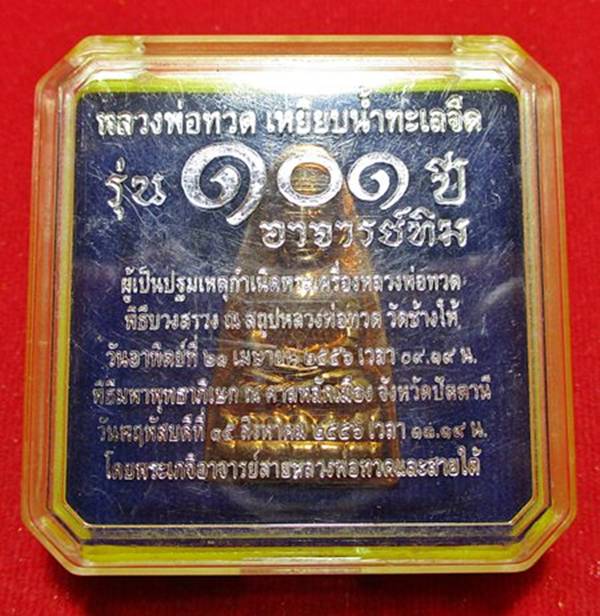 หลวงพ่อทวด เหยียบน้ำทะเลจืด
รุ่น ๑๐๑ ปี
อาจารย์ทิม
ผู้เป็นปฐมเหตุกำเนิดพระเครื่องหลวงพ่อทวด
พิธีบวงสรวง ณ สถูปหลวงพ่อทวด วัดช้างให้
วันอาทิตย์ที่ ๒๑ เมษายน ๒๕๕๖ เวลา ๐๙.๑๙ น.
พิธีมหาพุทธาภิเษก ณ ศาลหลักเมือง จังหวัดปัตตานี
วันพฤหัสบดีที่ ๑๕ สิงหาคม ๒๕๕๖ เวลา ๑๓.๑๙ น.
โดยพระเกจิอาจารย์สายหลวงพ่อทวดและสายใต้